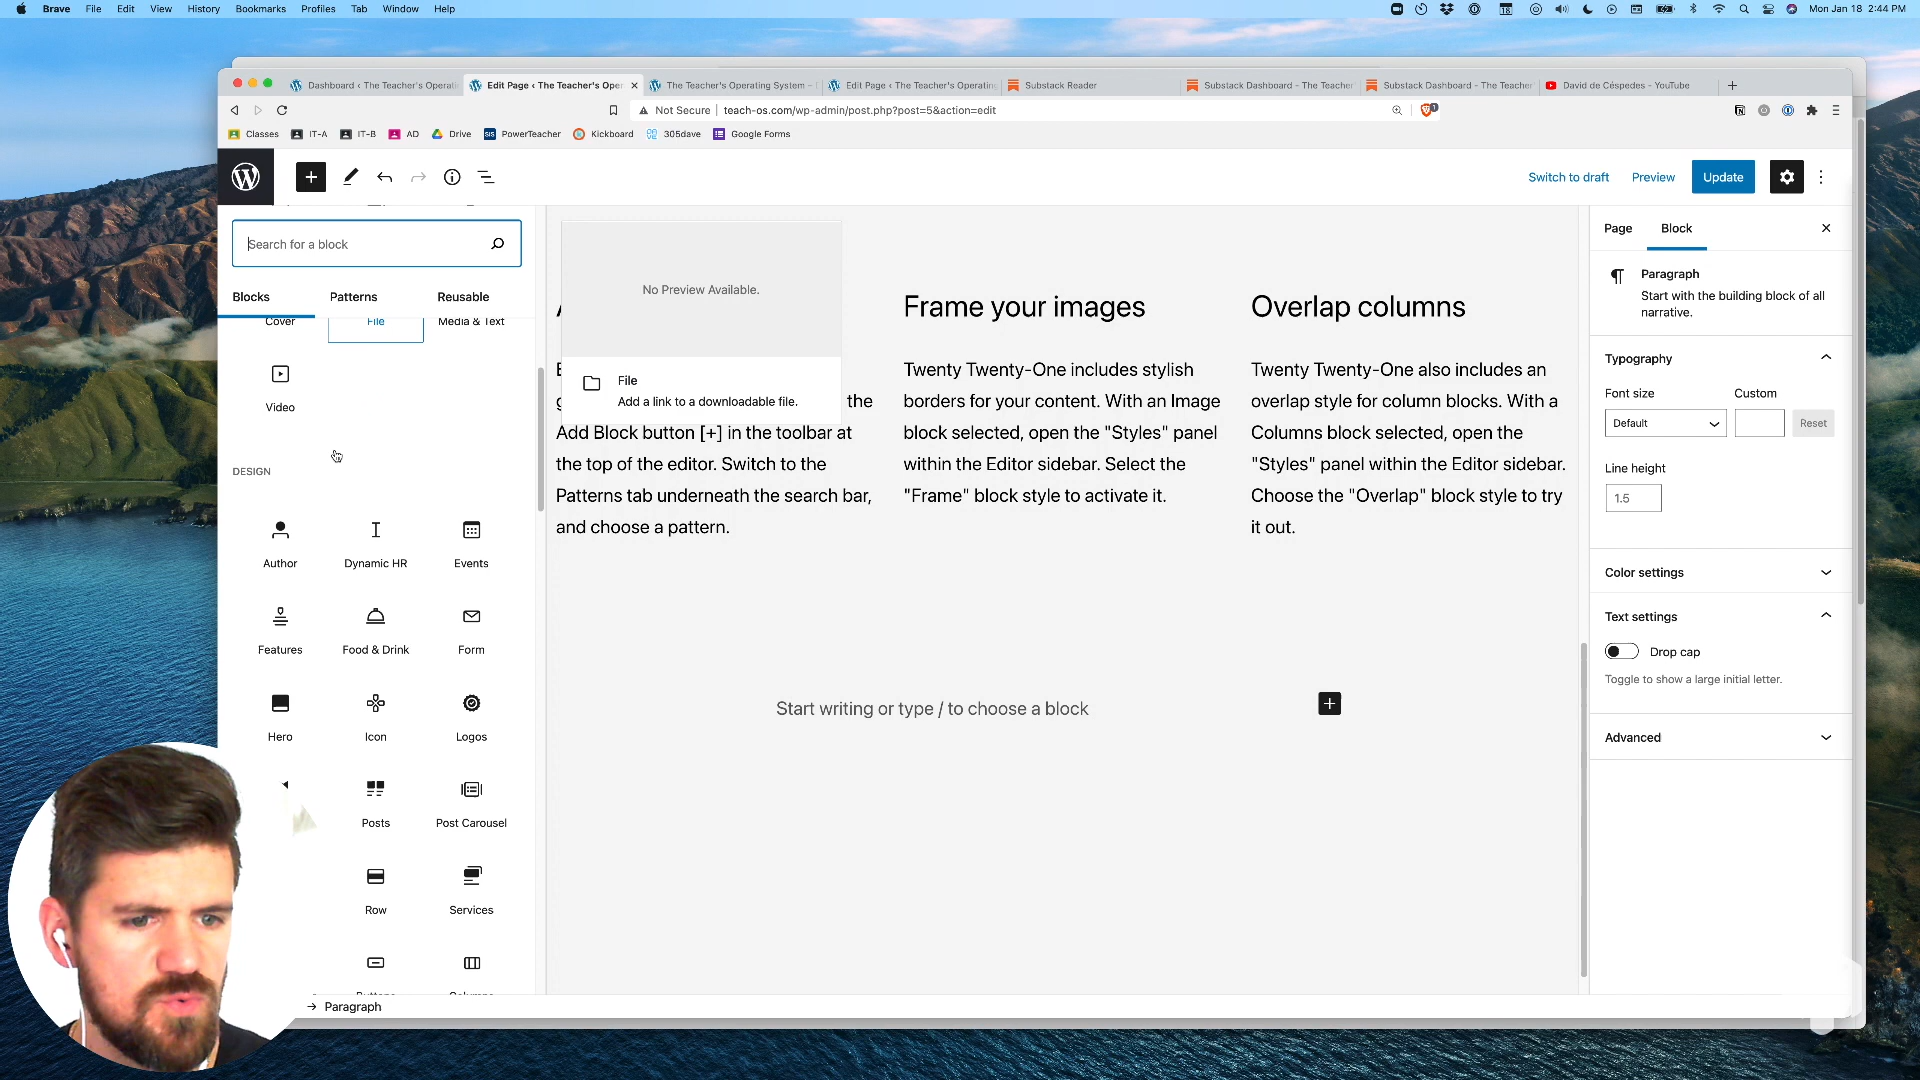 Brave File Edit View History Bookmarks Profiles Tab Window Help
18
Mon Jan 18 2:44 PM
Dashboard < The Teacher's Operati
Edit Page < The Teacher's Oper
The Teacher's Operating System –
Edit Page < The Teacher's Operating
Substack Reader
Substack Dashboard - The Teacher
Substack Dashboard - The Teacher
David de Céspedes - YouTube
Not Secure | teach-os.com/wp-admin/post.php?post=5&action=edit
1
Classes IT-A IT-B AD Drive PowerTeacher Kickboard 305dave Google Forms
Switch to draft
Preview
Update
Search for a block
Blocks
Patterns
Reusable
Cover
File
Media & Text
Video
DESIGN
Author
Dynamic HR
Events
Features
Food & Drink
Form
Hero
Icon
Logos
Posts
Post Carousel
Row
Services
No Preview Available.
File
Add a link to a downloadable file.
the
Add Block button [+] in the toolbar at
the top of the editor. Switch to the
Patterns tab underneath the search bar,
and choose a pattern.
Frame your images
Twenty Twenty-One includes stylish
borders for your content. With an Image
block selected, open the "Styles" panel
within the Editor sidebar. Select the
"Frame" block style to activate it.
Overlap columns
Twenty Twenty-One also includes an
overlap style for column blocks. With a
Columns block selected, open the
"Styles" panel within the Editor sidebar.
Choose the "Overlap" block style to try
it out.
Start writing or type / to choose a block
Page
Block
Paragraph
Start with the building block of all
narrative.
Typography
Font size
Custom
Default
Reset
Line height
1.5
Color settings
Text settings
Drop cap
Toggle to show a large initial letter.
Advanced
→ Paragraph